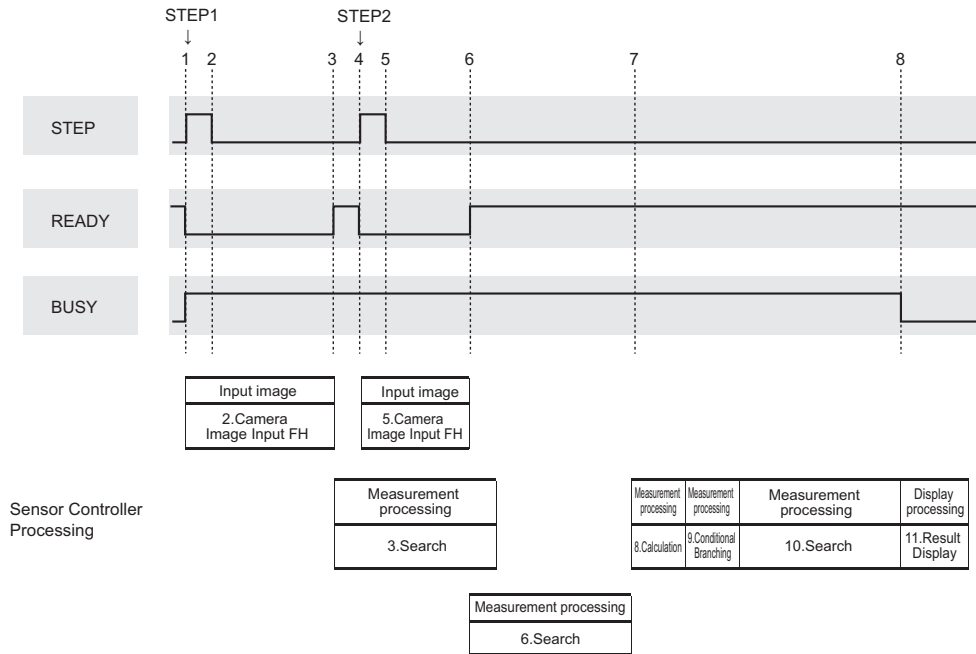 STEP1
STEP2
↓
↓
1 2 3 4 5 6 7 8
STEP
READY
BUSY
Input image
2.Camera
Image Input FH
Input image
5.Camera
Image Input FH
Sensor Controller
Processing
Measurement
processing
3.Search
Measurement
processing
8.Calculation
Measurement
processing
9.Conditional
Branching
Measurement
processing
10.Search
Display
processing
11.Result
Display
Measurement processing
6.Search